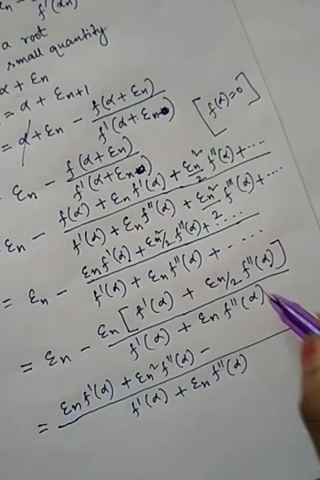 εn - f'(αn)
a root
small quantity
α + εn
= α + εn+1
= α + εn - f(α + εn) / f'(α + εn) [f(α) = 0]
εn - f(α + εn) / f'(α + εn)
εn - f(α) + εn f'(α) + εn²/2 f''(α) + .... / f'(α) + εn f''(α) + εn²/2 f'''(α) + ....
= εn - εn f'(α) + εn²/2 f''(α) + .... / f'(α) + εn f''(α) + - ....
= εn - εn [f'(α) + εn/2 f''(α)] / f'(α) + εn f''(α)
= εn f'(α) + εn² f''(α) - / f'(α) + εn f''(α)